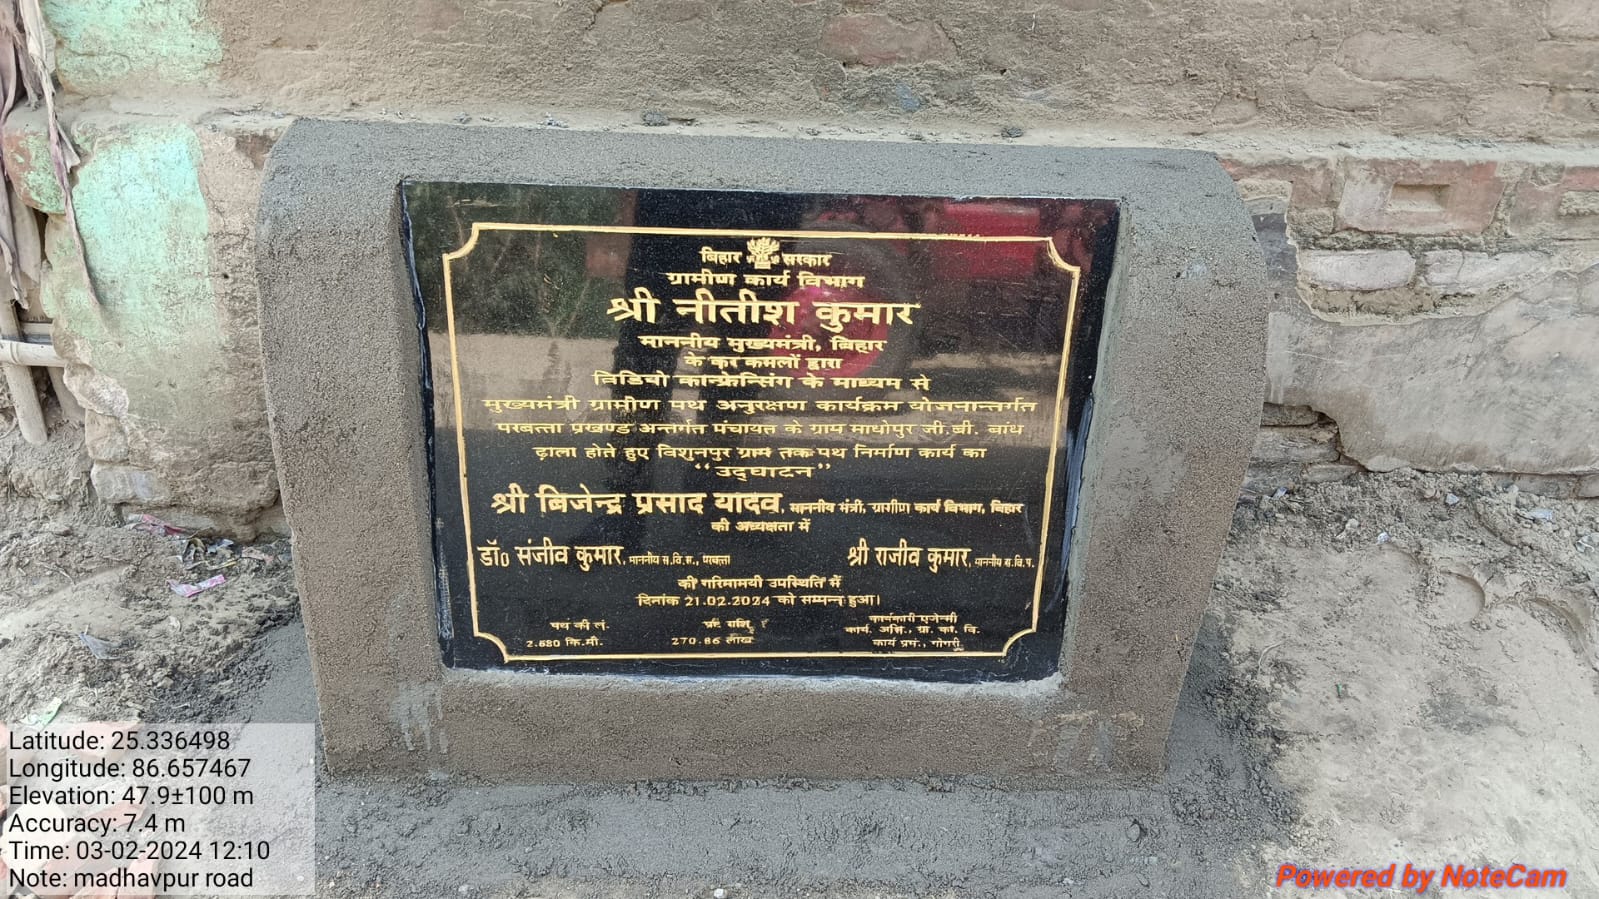 बिहार सरकार
ग्रामीण कार्य विभाग
श्री नीतीश कुमार
माननीय मुख्यमंत्री, बिहार
के कर कमलों द्वारा
विडियो कान्फ्रेन्सिंग के माध्यम से
मुख्यमंत्री ग्रामीण पथ अनुरक्षण कार्यक्रम योजनान्तर्गत
परबत्ता प्रखण्ड अन्तर्गत पंचायत के ग्राम माधोपुर जी.बी. बांध
ढ़ाला होते हुए विशुनपुर ग्राम तक पथ निर्माण कार्य का
"उद्घाटन"
श्री बिजेन्द्र प्रसाद यादव, माननीय मंत्री, ग्रामीण कार्य विभाग, बिहार
की अध्यक्षता में
डॉ0 संजीव कुमार, माननीय स.वि.स., परबत्ता श्री राजीव कुमार, माननीय स.वि.प.
की गरिमामयी उपस्थिति में
दिनांक 21.02.2024 को सम्पन्न हुआ।
पथ की लं. राशि कार्यकारी एजेन्सी
2.680 कि.मी. 270.86 लाख कार्य. अभि., ग्रा. का. वि.
कार्य प्रमं., गोगरी
Latitude: 25.336498
Longitude: 86.657467
Elevation: 47.9±100 m
Accuracy: 7.4 m
Time: 03-02-2024 12:10
Note: madhavpur road
Powered by NoteCam